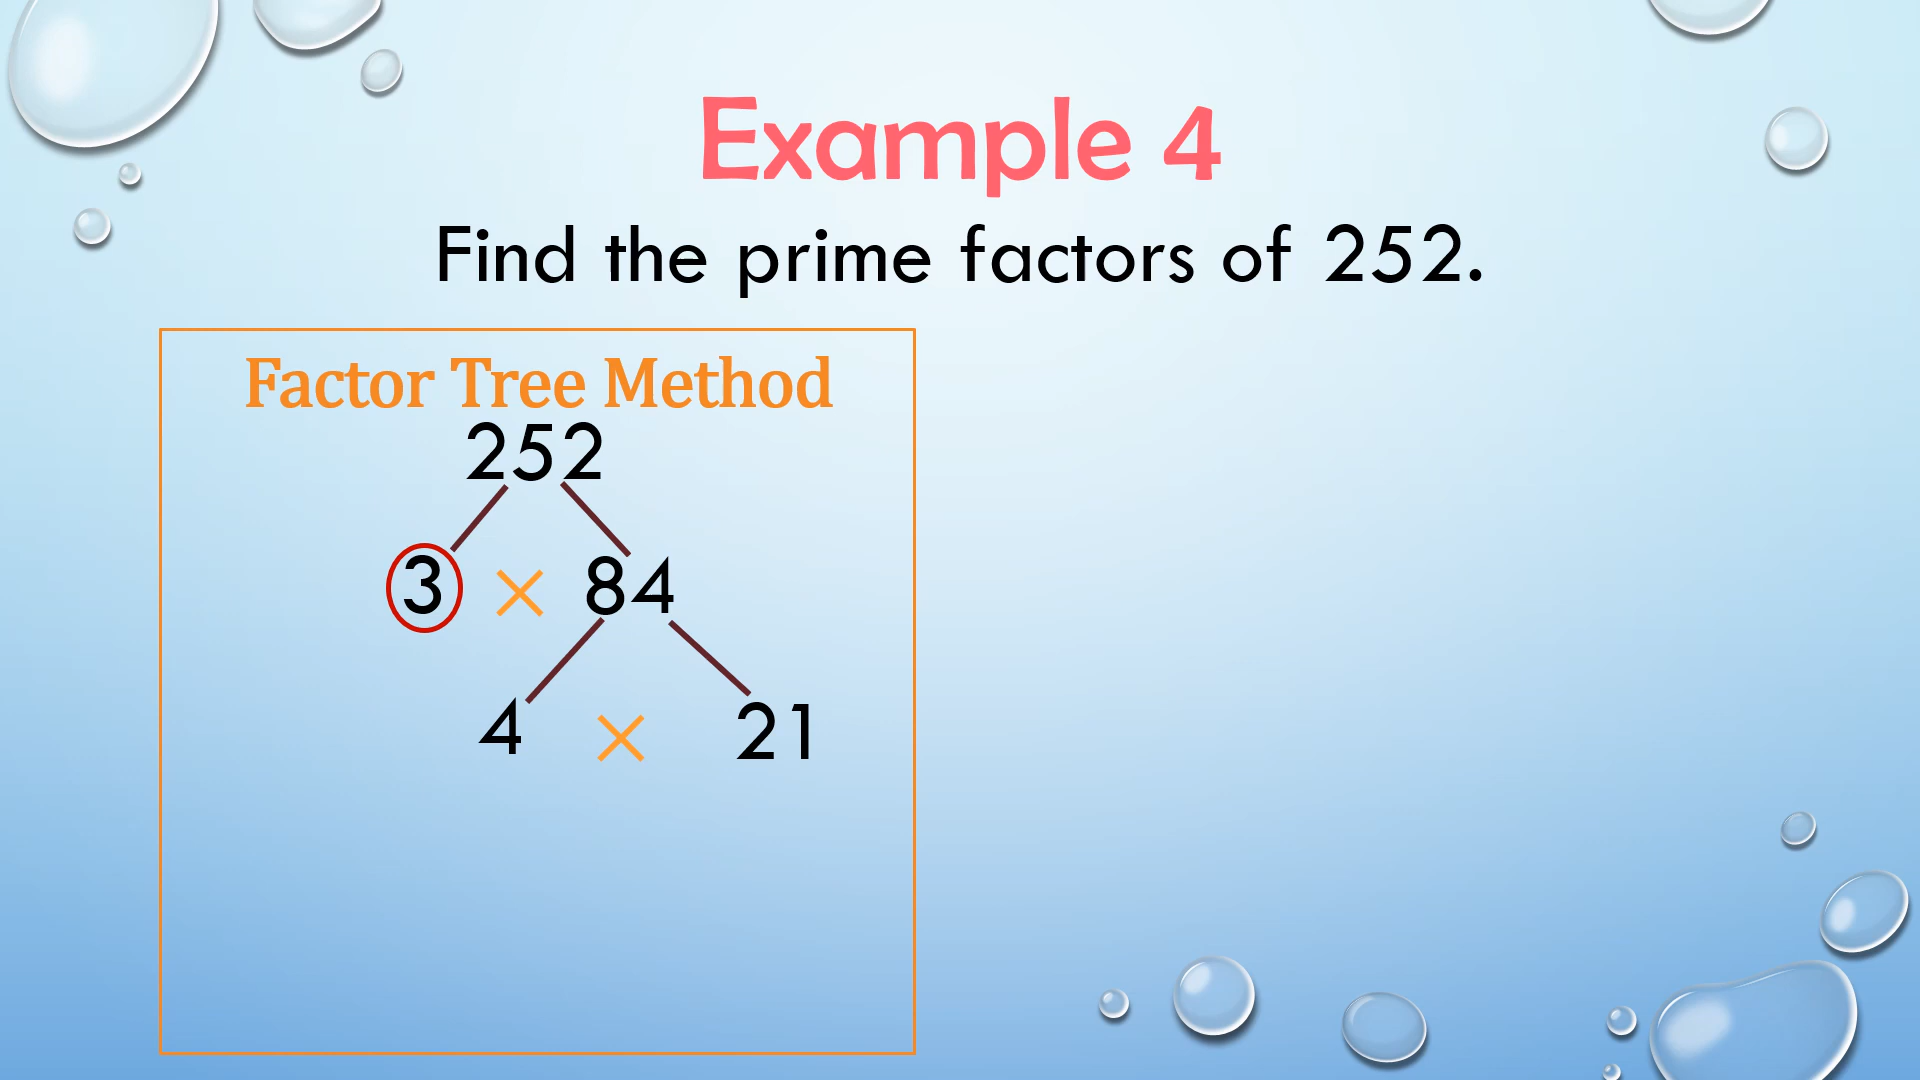 Example 4
Find the prime factors of 252.
Factor Tree Method
252
3 × 84
4 × 21